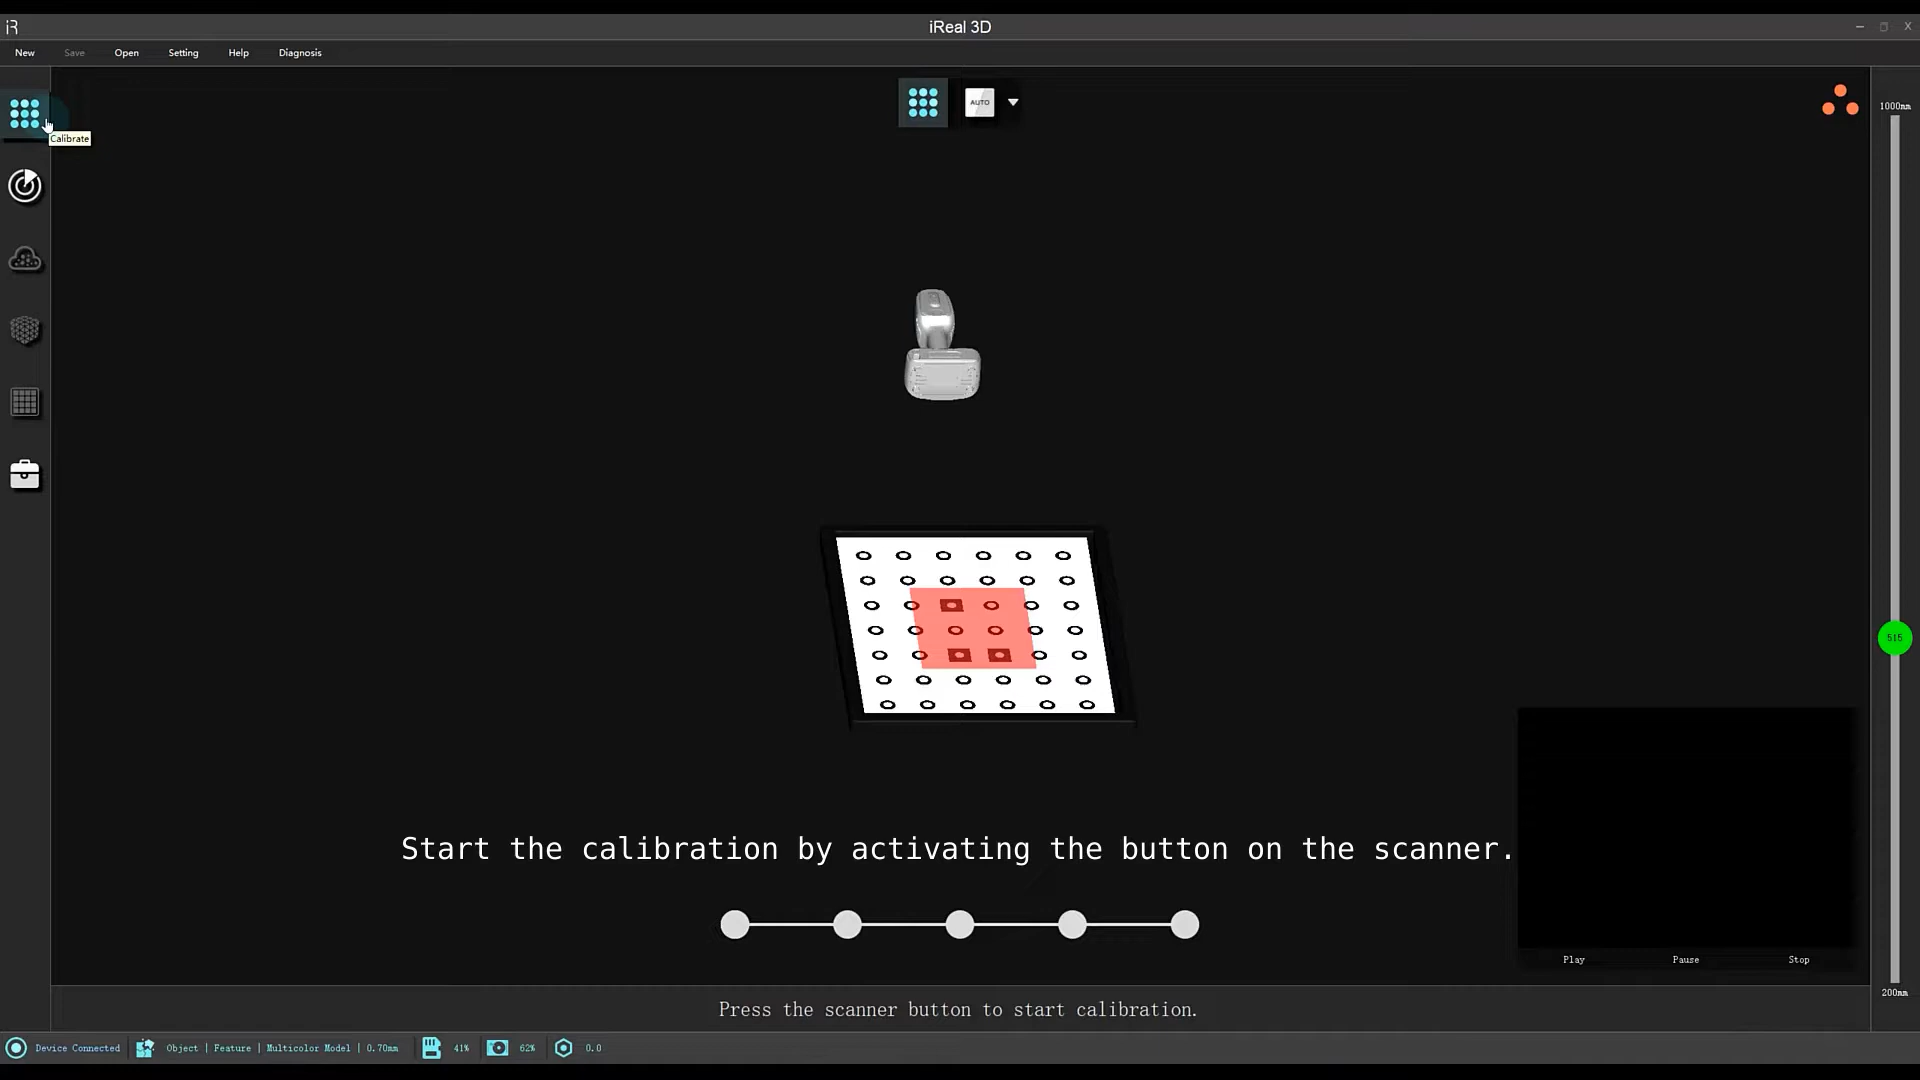 iR
iReal 3D
New
Save
Open
Setting
Help
Diagnosis
AUTO
Calibrate
1000mm
515
Start the calibration by activating the button on the scanner.
Play
Pause
Stop
200mm
Press the scanner button to start calibration.
Device Connected
Object | Feature | Multicolor Model | 0.70mm
41%
62%
0.0